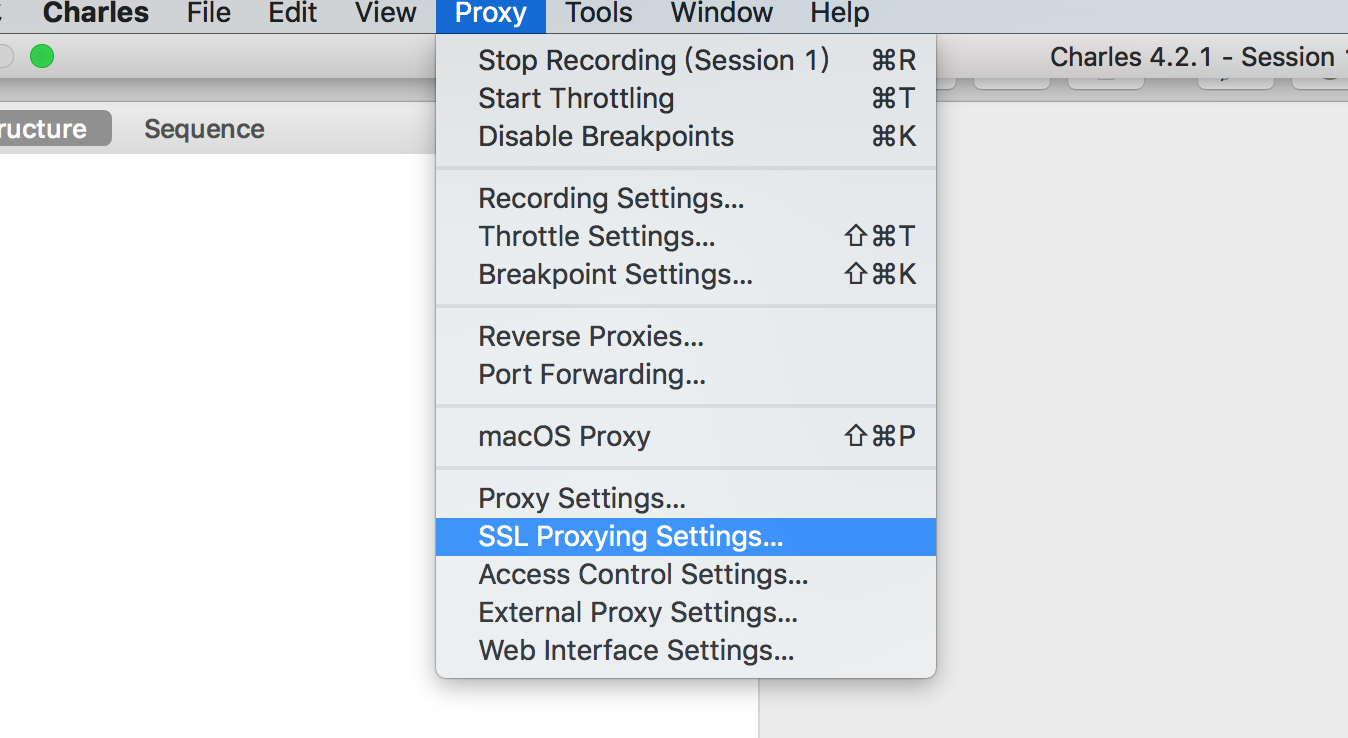 Charles File Edit View Proxy Tools Window Help
Charles 4.2.1 - Session
Sequence
Stop Recording (Session 1) ⌘R
Start Throttling ⌘T
Disable Breakpoints ⌘K
Recording Settings...
Throttle Settings... ⇧⌘T
Breakpoint Settings... ⇧⌘K
Reverse Proxies...
Port Forwarding...
macOS Proxy ⇧⌘P
Proxy Settings...
SSL Proxying Settings...
Access Control Settings...
External Proxy Settings...
Web Interface Settings...